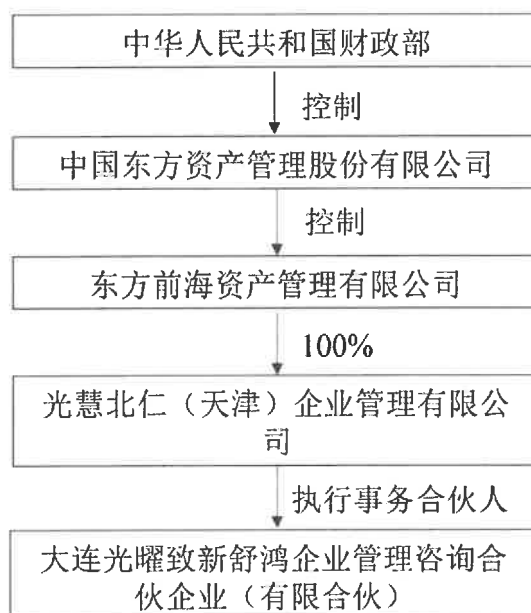 中华人民共和国财政部
控制
中国东方资产管理股份有限公司
控制
东方前海资产管理有限公司
100%
光慧北仁（天津）企业管理有限公
司
执行事务合伙人
大连光曜致新舒鸿企业管理咨询合
伙企业（有限合伙）